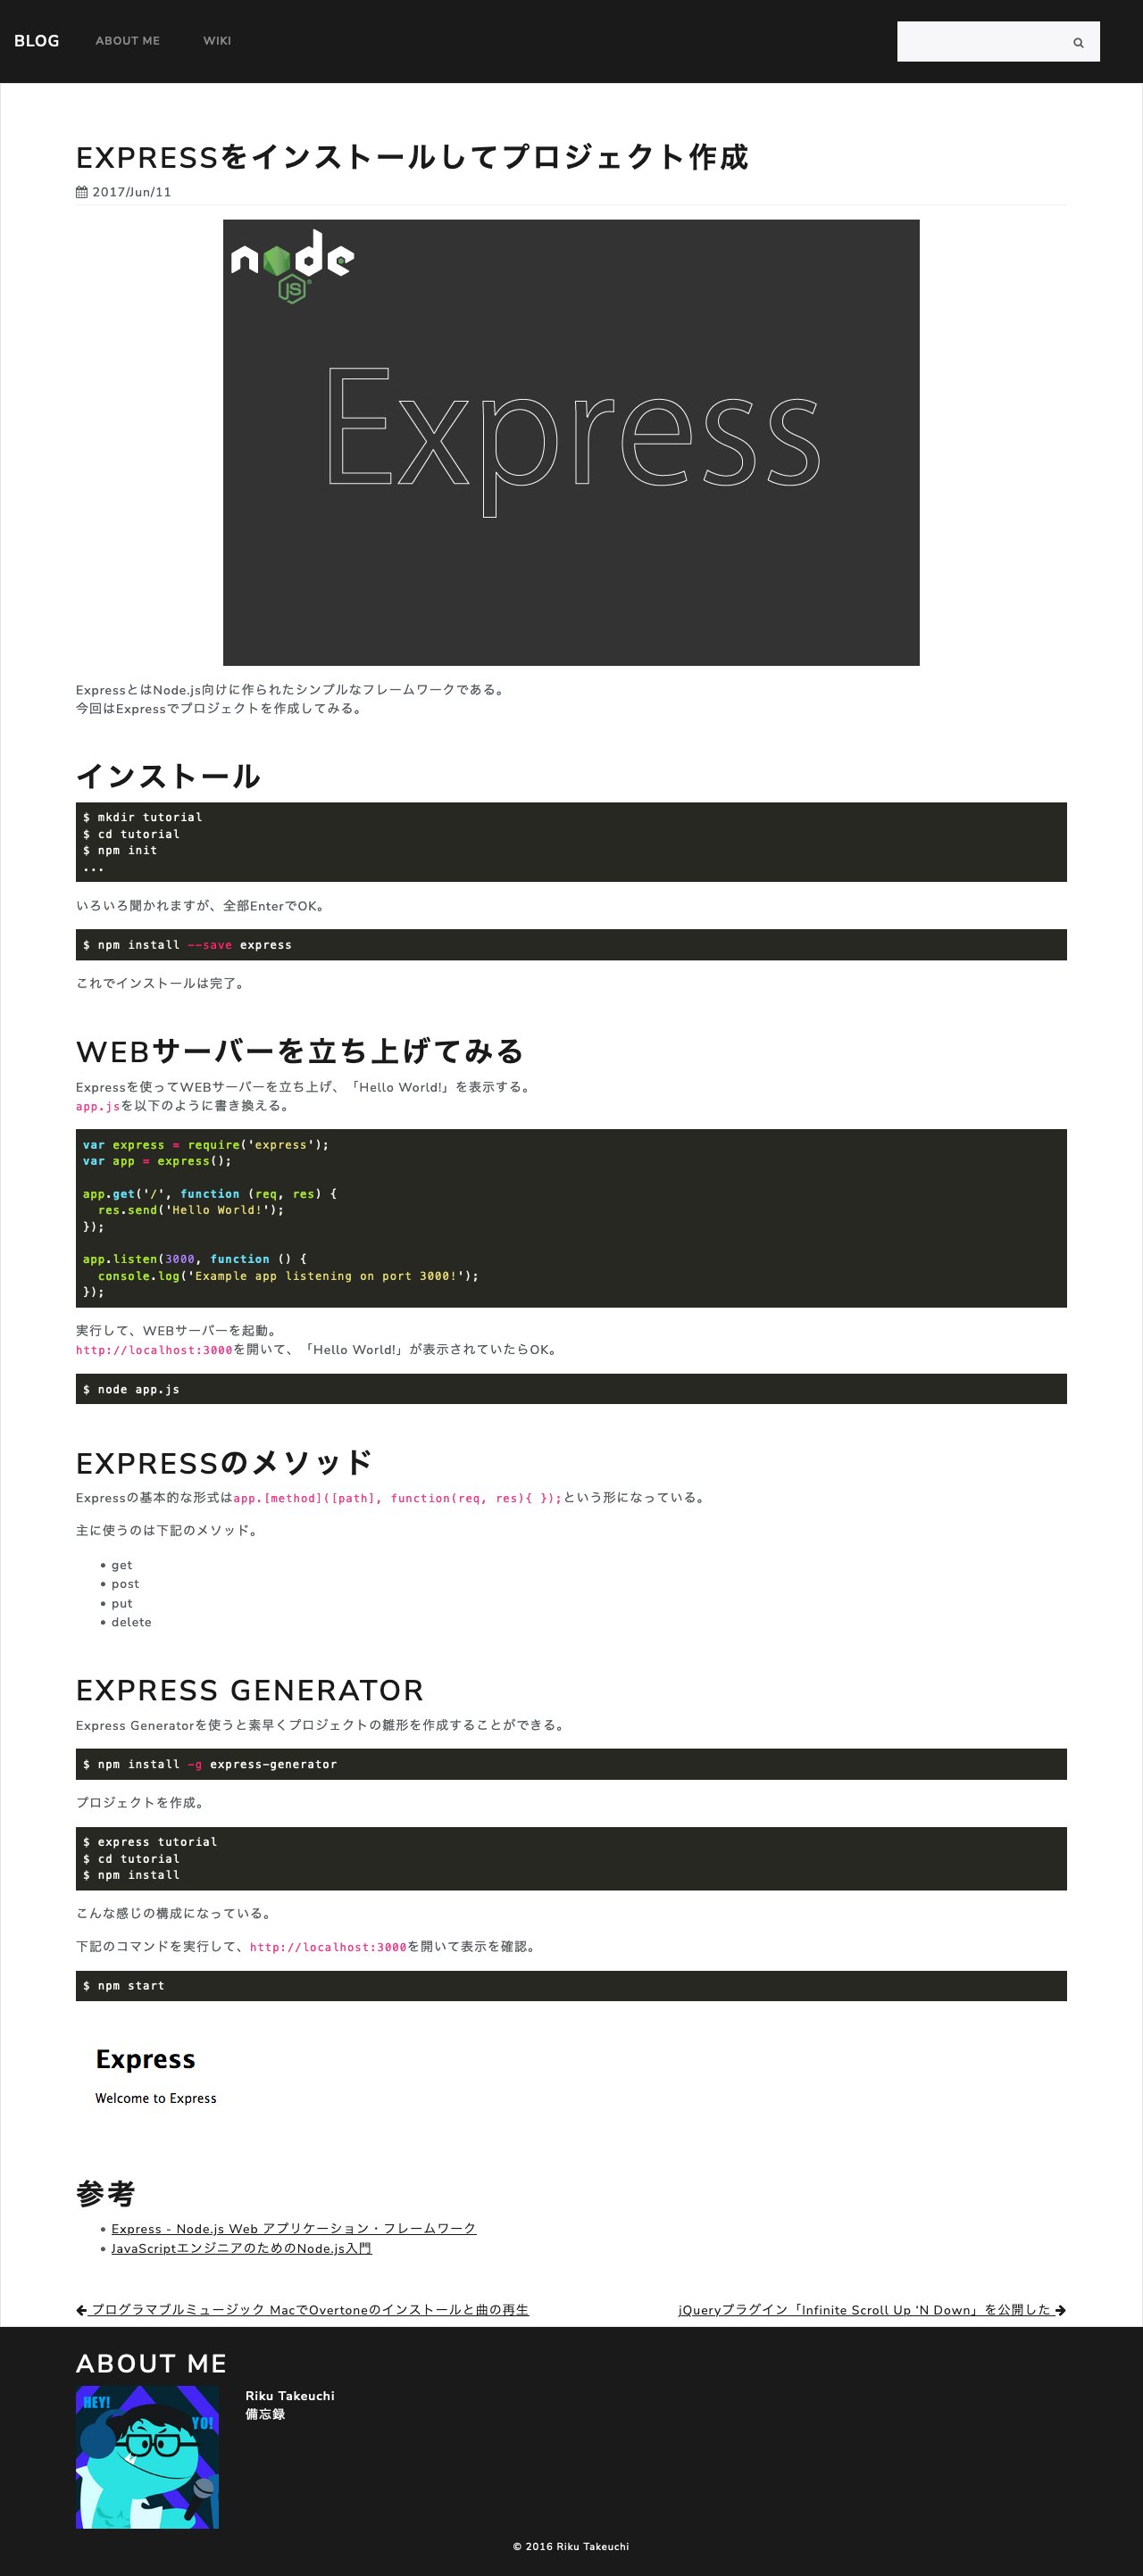 BLOG ABOUT ME WIKI
EXPRESSをインストールしてプロジェクト作成
2017/Jun/11
node
JS
Express
ExpressとはNode.js向けに作られたシンプルなフレームワークである。
今回はExpressでプロジェクトを作成してみる。
インストール
$ mkdir tutorial
$ cd tutorial
$ npm init
...
いろいろ聞かれますが、全部EnterでOK。
$ npm install --save express
これでインストールは完了。
WEBサーバーを立ち上げてみる
Expressを使ってWEBサーバーを立ち上げ、「Hello World!」を表示する。
app.jsを以下のように書き換える。
var express = require('express');
var app = express();
app.get('/', function (req, res) {
  res.send('Hello World!');
});
app.listen(3000, function () {
  console.log('Example app listening on port 3000!');
});
実行して、WEBサーバーを起動。
http://localhost:3000を開いて、「Hello World!」が表示されていたらOK。
$ node app.js
EXPRESSのメソッド
Expressの基本的な形式はapp.[method]([path], function(req, res){ });という形になっている。
主に使うのは下記のメソッド。
• get
• post
• put
• delete
EXPRESS GENERATOR
Express Generatorを使うと素早くプロジェクトの雛形を作成することができる。
$ npm install -g express-generator
プロジェクトを作成。
$ express tutorial
$ cd tutorial
$ npm install
こんな感じの構成になっている。
下記のコマンドを実行して、http://localhost:3000を開いて表示を確認。
$ npm start
Express
Welcome to Express
参考
• Express - Node.js Web アプリケーション・フレームワーク
• JavaScriptエンジニアのためのNode.js入門
プログラマブルミュージック MacでOvertoneのインストールと曲の再生 jQueryプラグイン「Infinite Scroll Up 'N Down」を公開した
ABOUT ME
HEY!
YO!
Riku Takeuchi
備忘録
© 2016 Riku Takeuchi